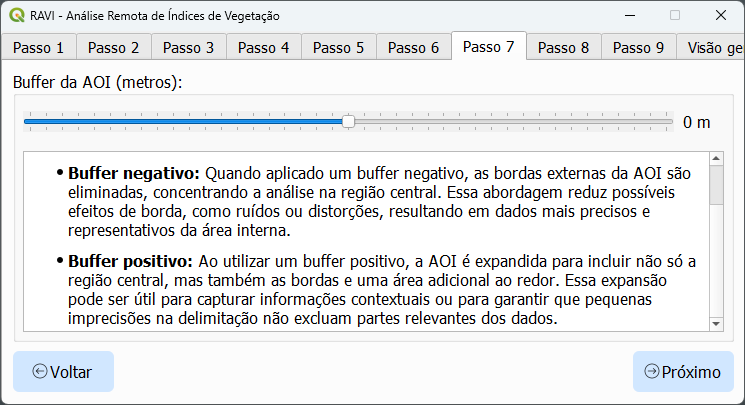 RAVI - Análise Remota de Índices de Vegetação
Passo 1 Passo 2 Passo 3 Passo 4 Passo 5 Passo 6 Passo 7 Passo 8 Passo 9 Visão ge
Buffer da AOI (metros):
0 m
• Buffer negativo: Quando aplicado um buffer negativo, as bordas externas da AOI são
eliminadas, concentrando a análise na região central. Essa abordagem reduz possíveis
efeitos de borda, como ruídos ou distorções, resultando em dados mais precisos e
representativos da área interna.
• Buffer positivo: Ao utilizar um buffer positivo, a AOI é expandida para incluir não só a
região central, mas também as bordas e uma área adicional ao redor. Essa expansão
pode ser útil para capturar informações contextuais ou para garantir que pequenas
imprecisões na delimitação não excluam partes relevantes dos dados.
Voltar
Próximo